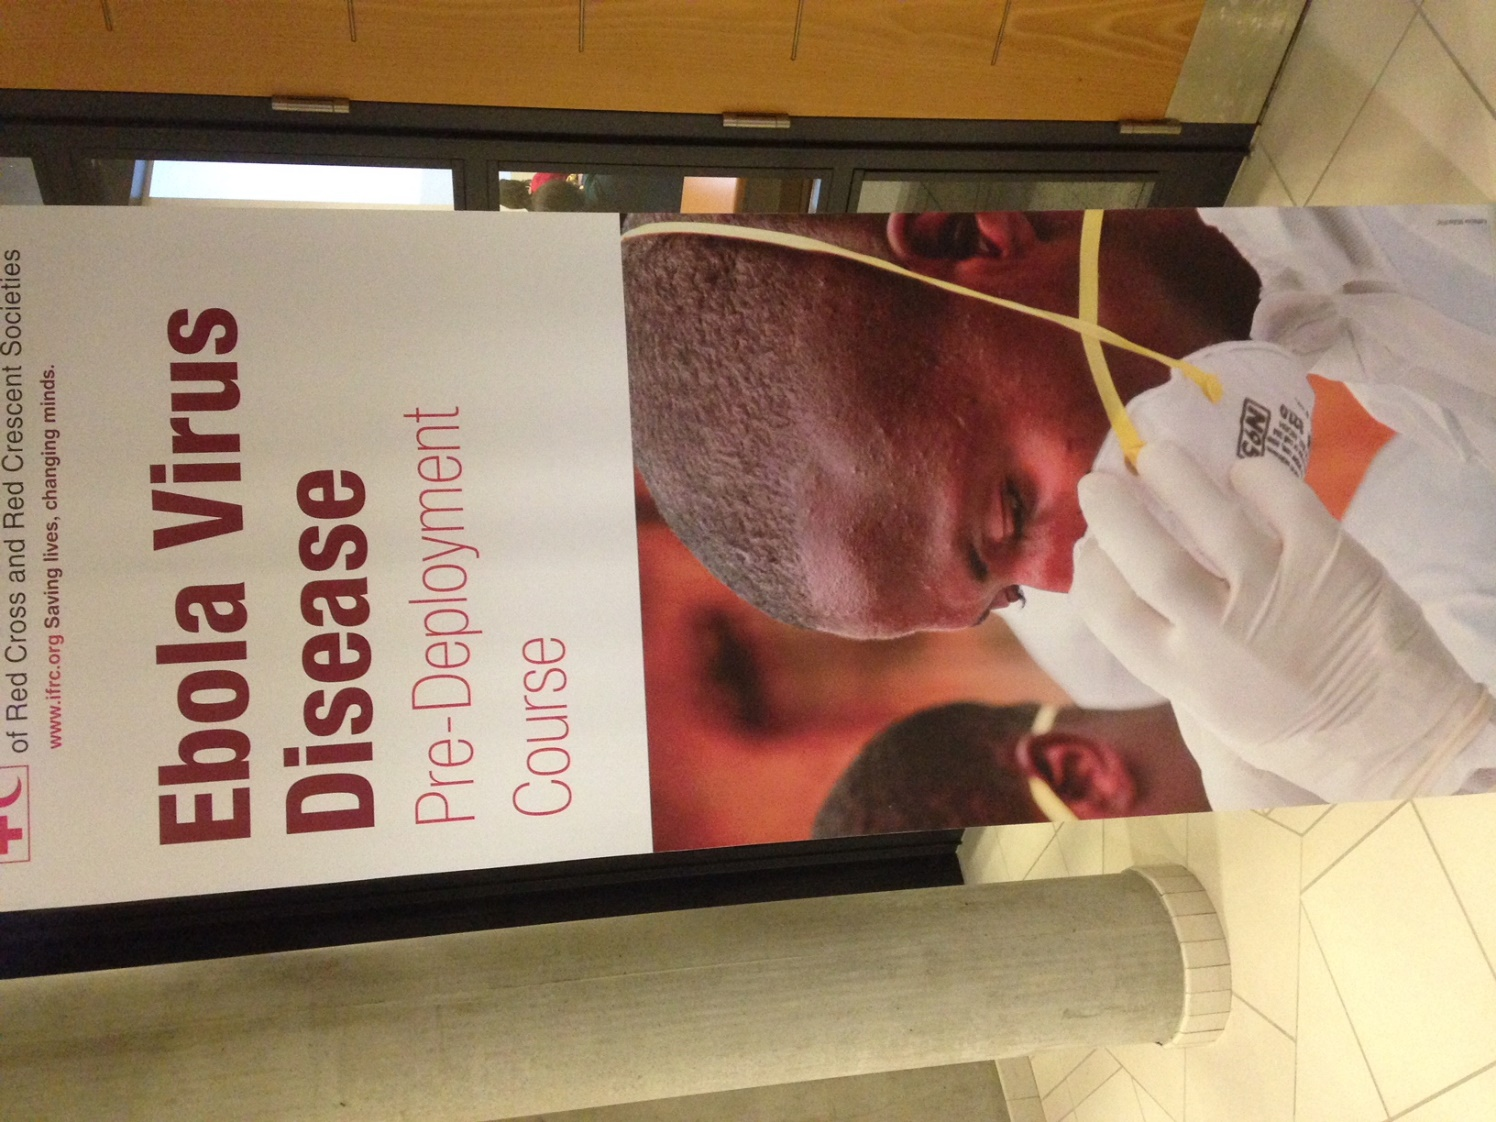 of Red Cross and Red Crescent Societies
www.ifrc.org Saving lives, changing minds.
Ebola Virus
Disease
Pre-Deployment
Course
N95